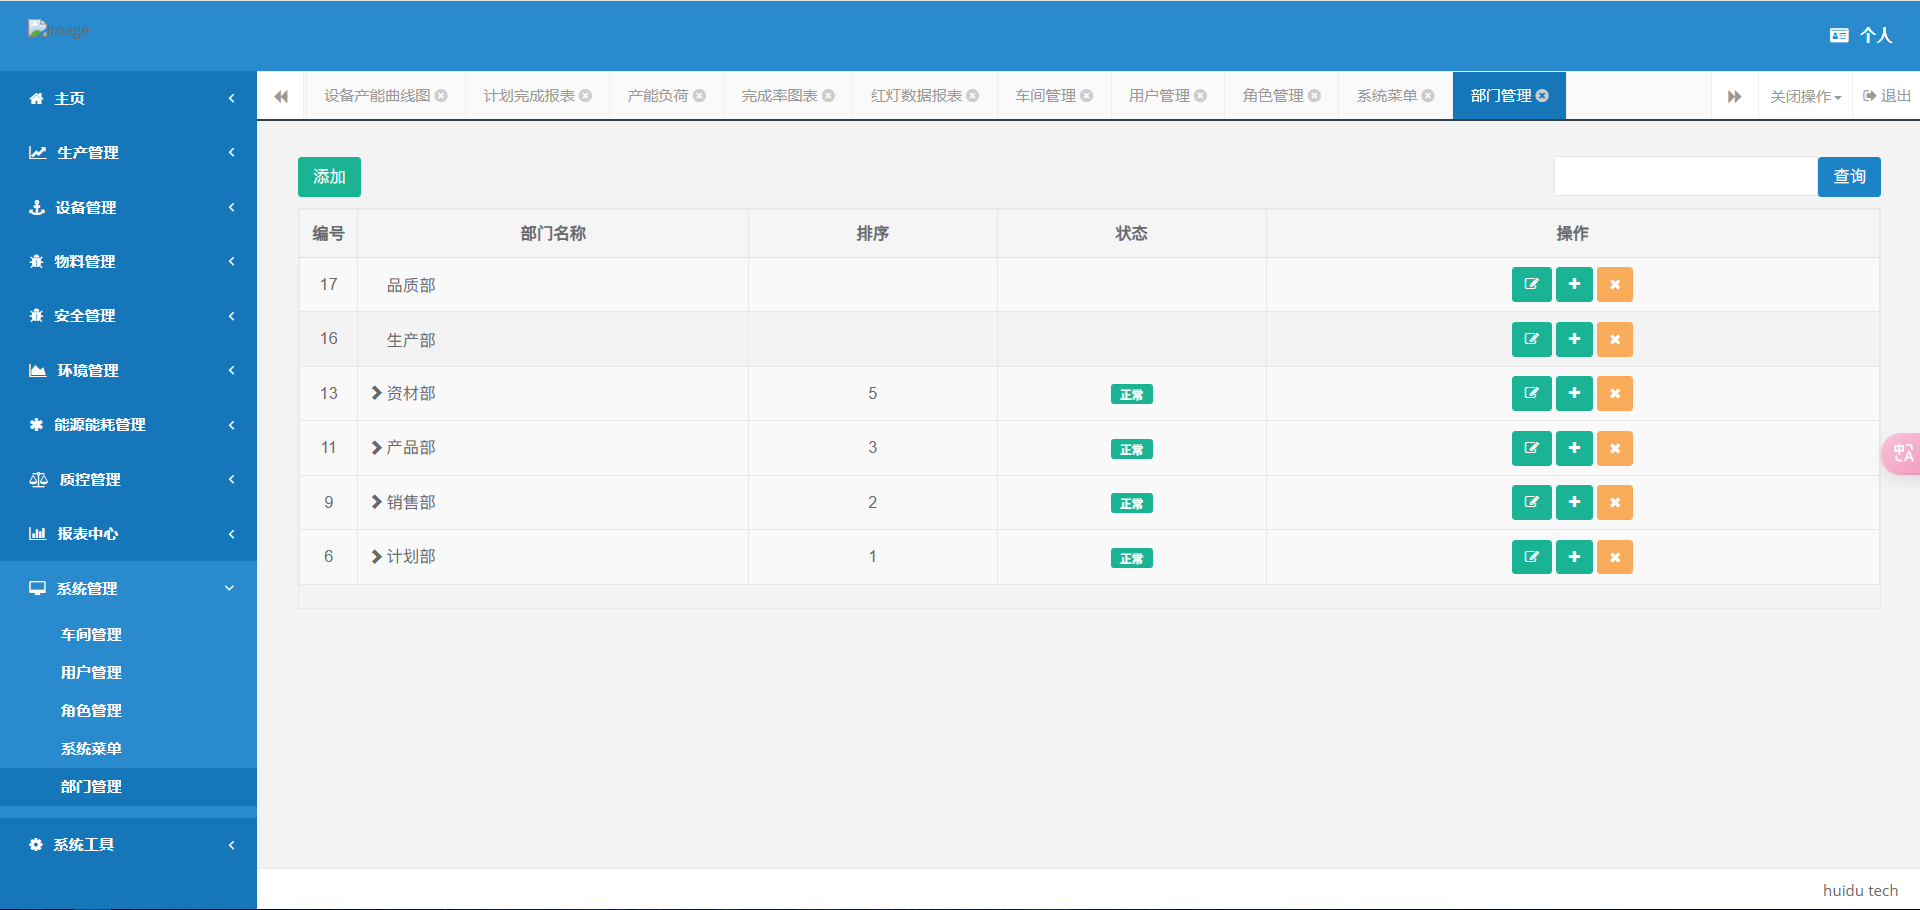 Image
个人
主页
生产管理
设备管理
物料管理
安全管理
环境管理
能源能耗管理
质控管理
报表中心
系统管理
车间管理
用户管理
角色管理
系统菜单
部门管理
系统工具
设备产能曲线图 计划完成报表 产能负荷 完成率图表 红灯数据报表 车间管理 用户管理 角色管理 系统菜单 部门管理 关闭操作 退出
添加 查询
编号 部门名称 排序 状态 操作
17 品质部
16 生产部
13 资材部 5 正常
11 产品部 3 正常
9 销售部 2 正常
6 计划部 1 正常
中A
huidu tech